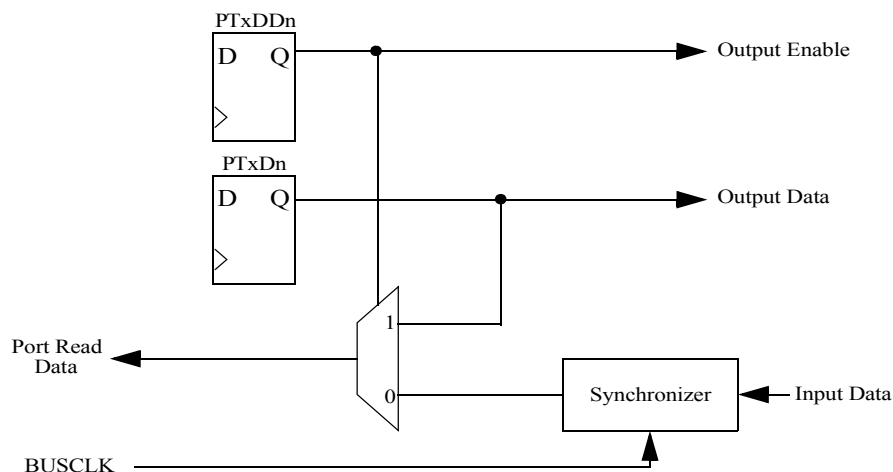 PTxDDn
D Q
Output Enable
PTxDn
D Q
Output Data
1
Port Read
Data
0
Synchronizer
Input Data
BUSCLK